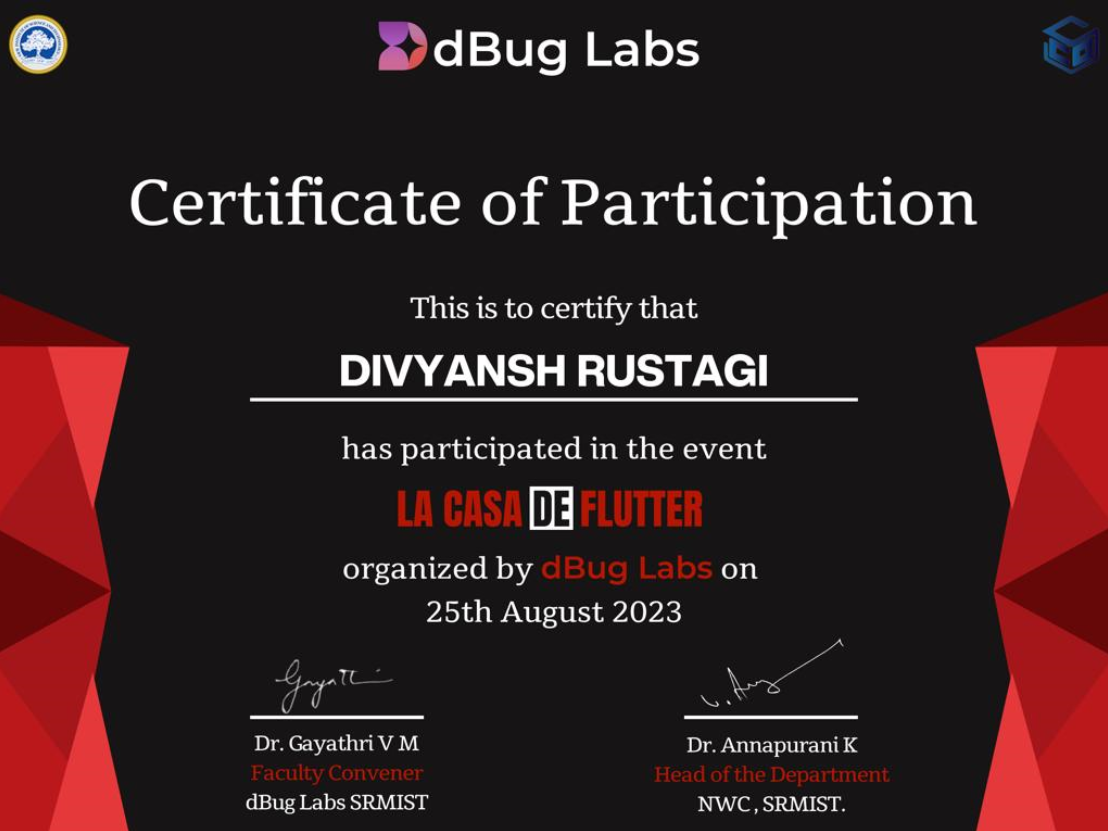 dBug Labs
Certificate of Participation
This is to certify that
DIVYANSH RUSTAGI
has participated in the event
LA CASA DE FLUTTER
organized by dBug Labs on
25th August 2023
Dr. Gayathri V M
Faculty Convener
dBug Labs SRMIST
Dr. Annapurani K
Head of the Department
NWC , SRMIST.